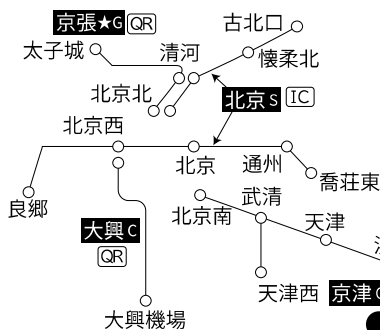 京張★G QR
古北口
太子城
清河
懐柔北
北京北
北京S IC
北京西
北京
通州
喬荘東
良郷
北京南
武清
大興C
QR
天津
天津西
京津
大興機場